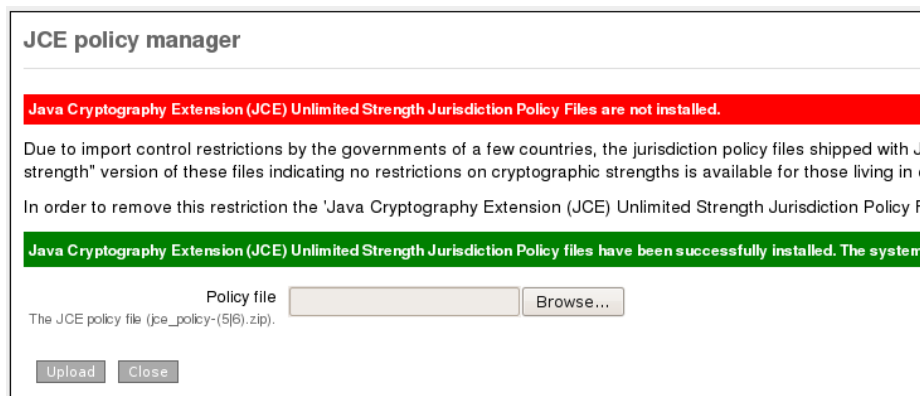 JCE policy manager
Java Cryptography Extension (JCE) Unlimited Strength Jurisdiction Policy Files are not installed.
Due to import control restrictions by the governments of a few countries, the jurisdiction policy files shipped with
strength" version of these files indicating no restrictions on cryptographic strengths is available for those living in
In order to remove this restriction the 'Java Cryptography Extension (JCE) Unlimited Strength Jurisdiction Policy
Java Cryptography Extension (JCE) Unlimited Strength Jurisdiction Policy files have been successfully installed. The system
Policy file
Browse...
The JCE policy file (jce_policy-(5|6).zip).
Upload Close